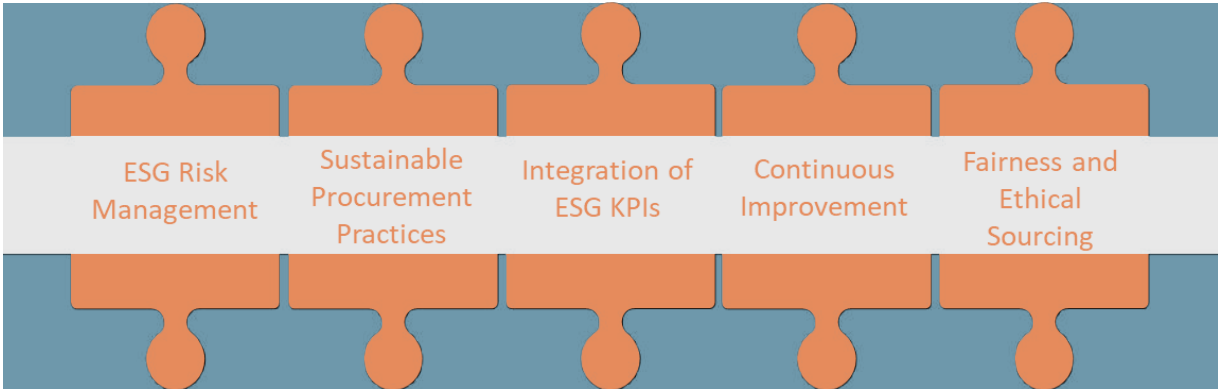 ESG Risk
Management
Sustainable
Procurement
Practices
Integration of
ESG KPIs
Continuous
Improvement
Fairness and
Ethical
Sourcing